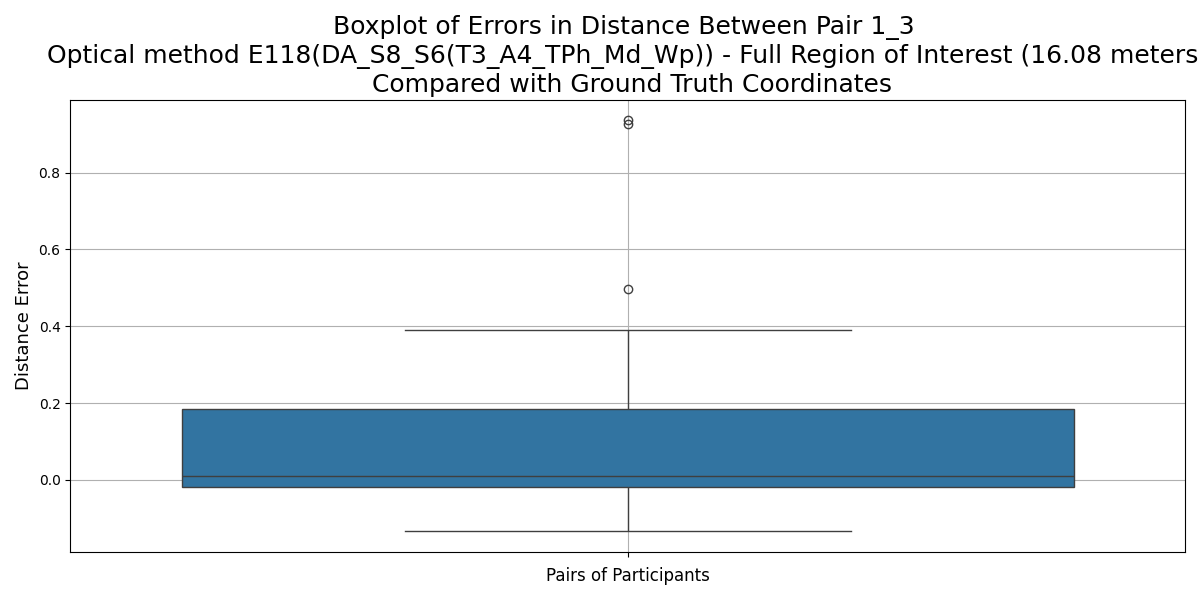 Boxplot of Errors in Distance Between Pair 1_3
Optical method E118(DA_S8_S6(T3_A4_TPh_Md_Wp)) - Full Region of Interest (16.08 meters
Compared with Ground Truth Coordinates
0.8
0.6
0.4
0.2
0.0
Distance Error
Pairs of Participants